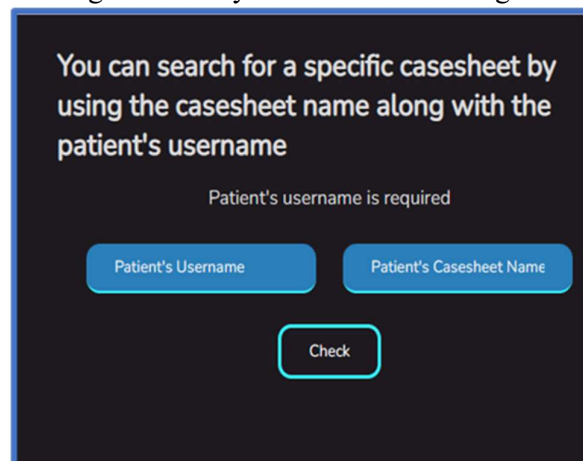 You can search for a specific casesheet by
using the casesheet name along with the
patient's username
Patient's username is required
Patient's Username
Patient's Casesheet Name
Check